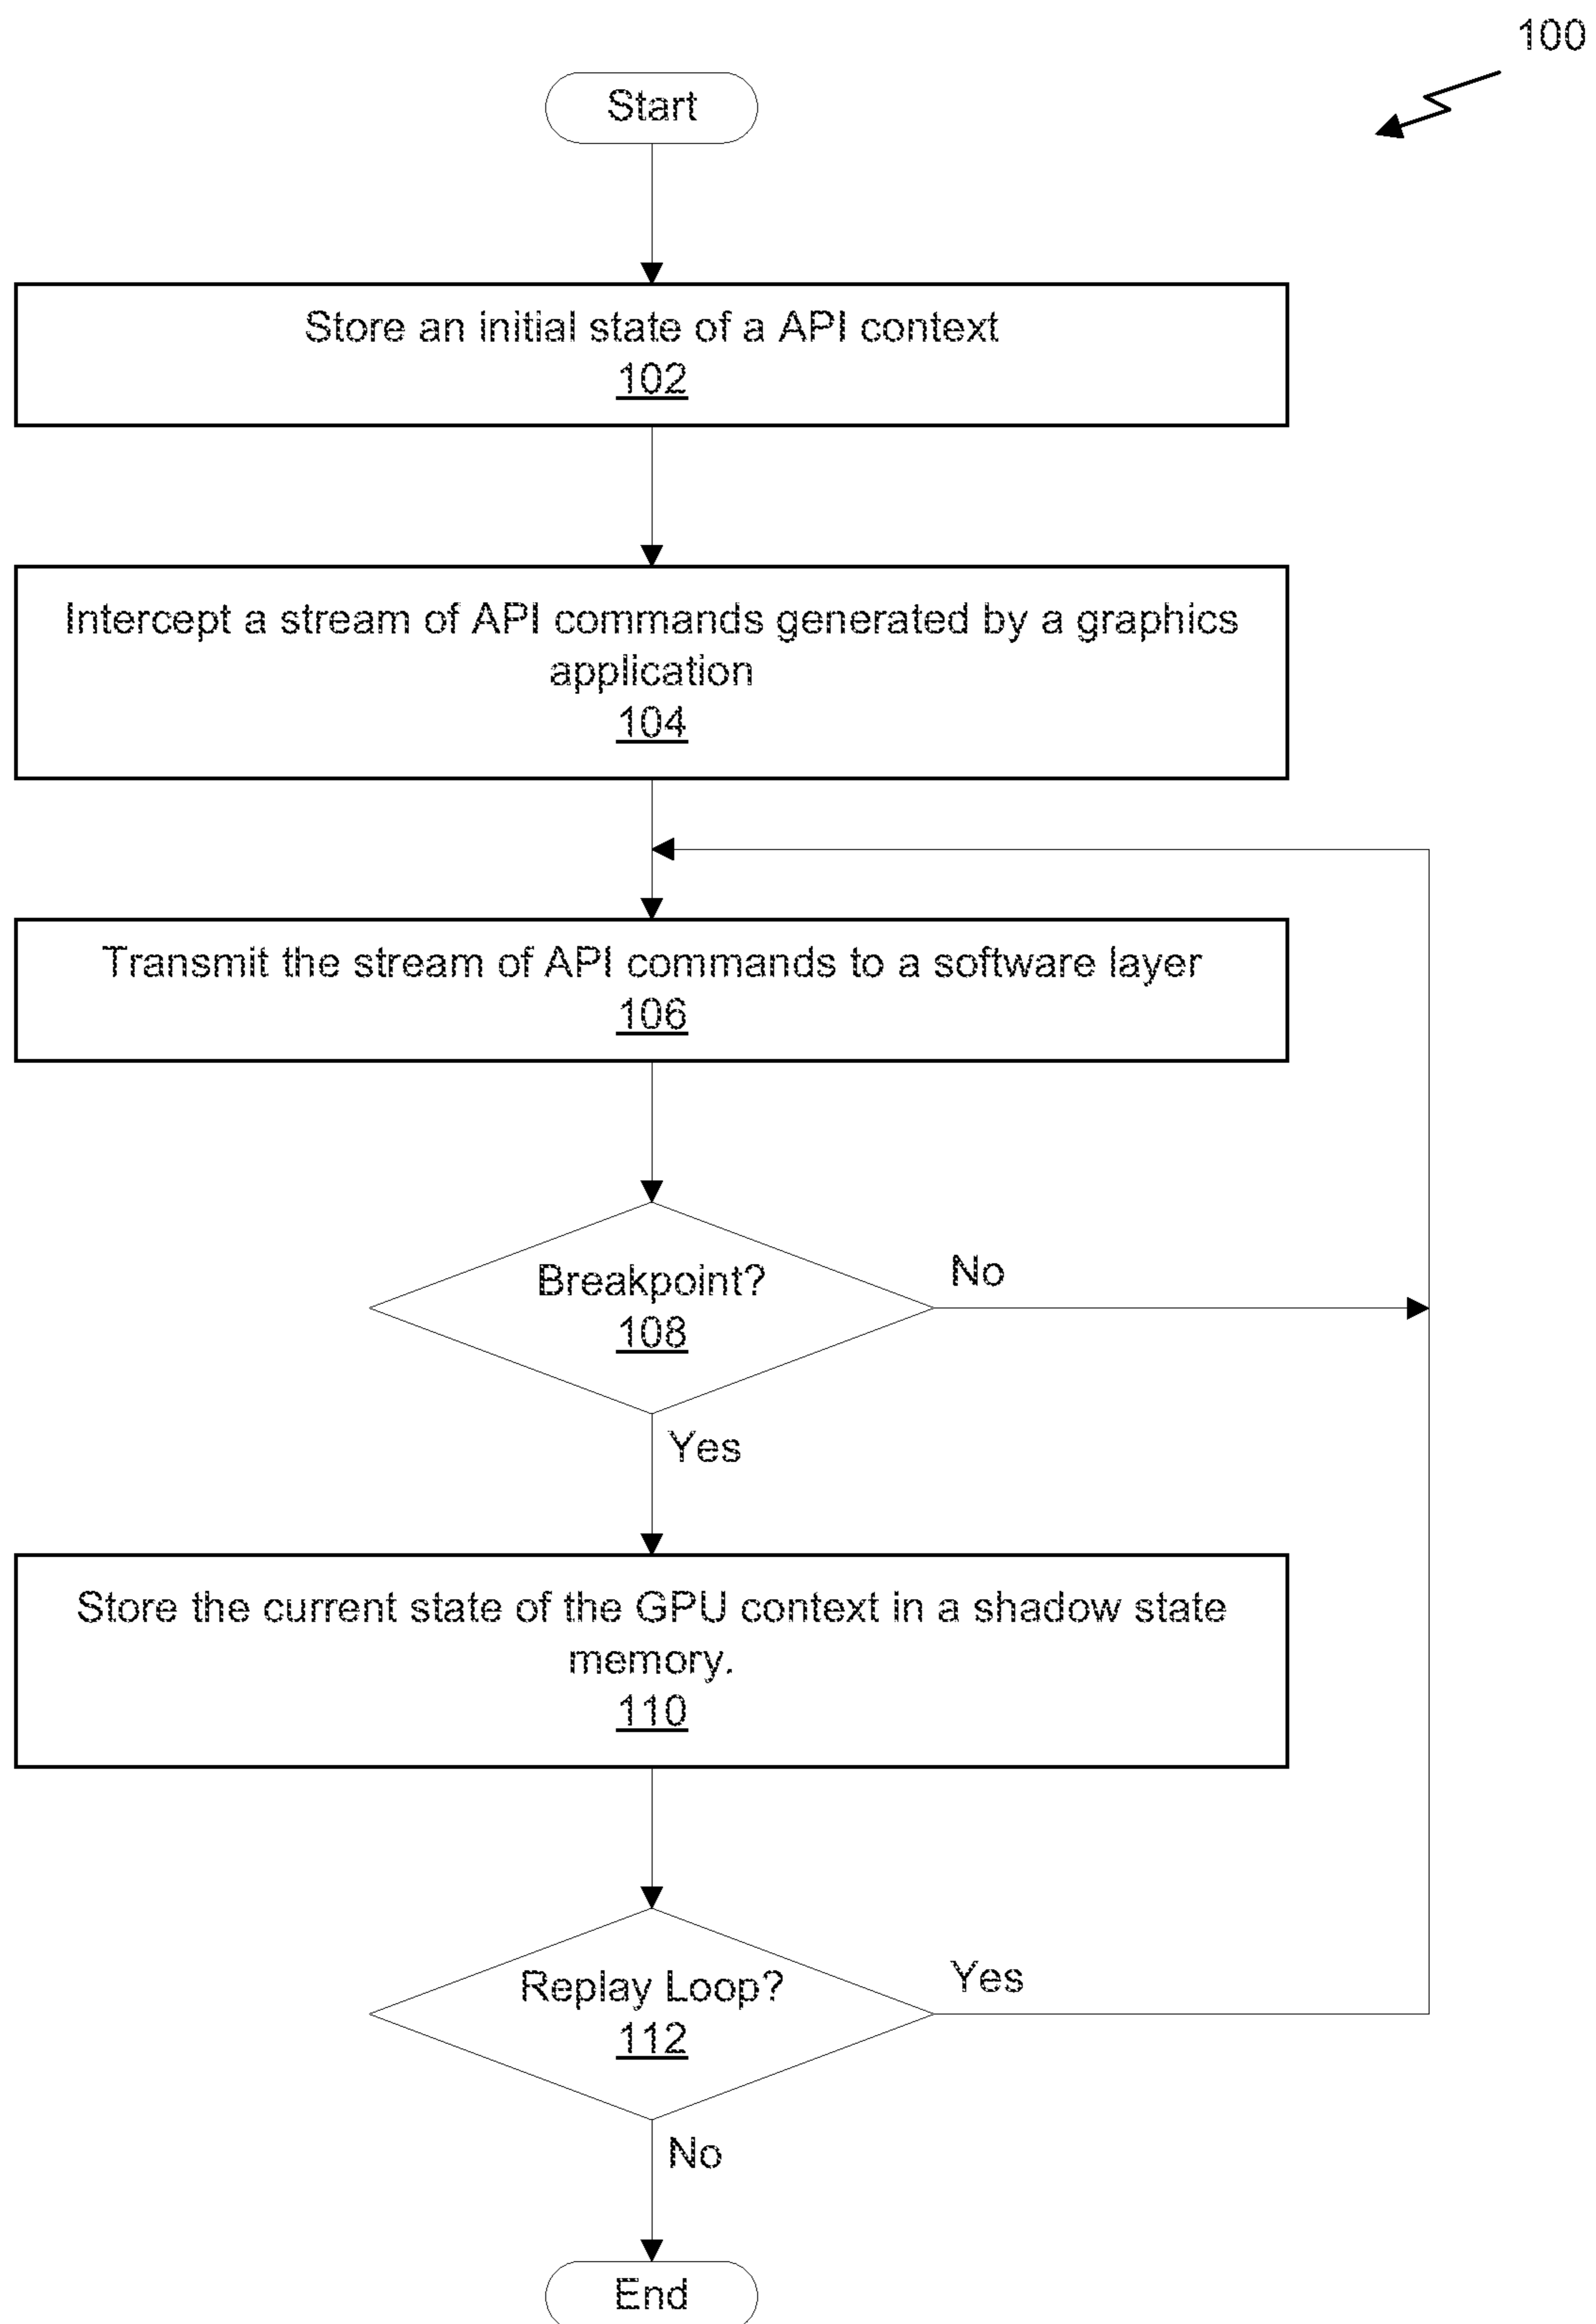 100
Start
Store an initial state of a API context
102
Intercept a stream of API commands generated by a graphics
application
104
Transmit the stream of API commands to a software layer
106
Breakpoint?
108
No
Yes
Store the current state of the GPU context in a shadow state
memory.
110
Replay Loop?
112
Yes
No
End